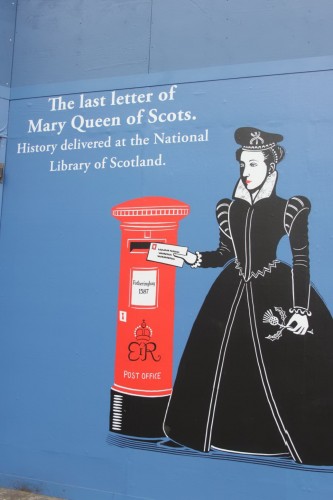 The last letter of
Mary Queen of Scots.
History delivered at the National
Library of Scotland.
Fotheringhay
1587
EIIR
POST OFFICE